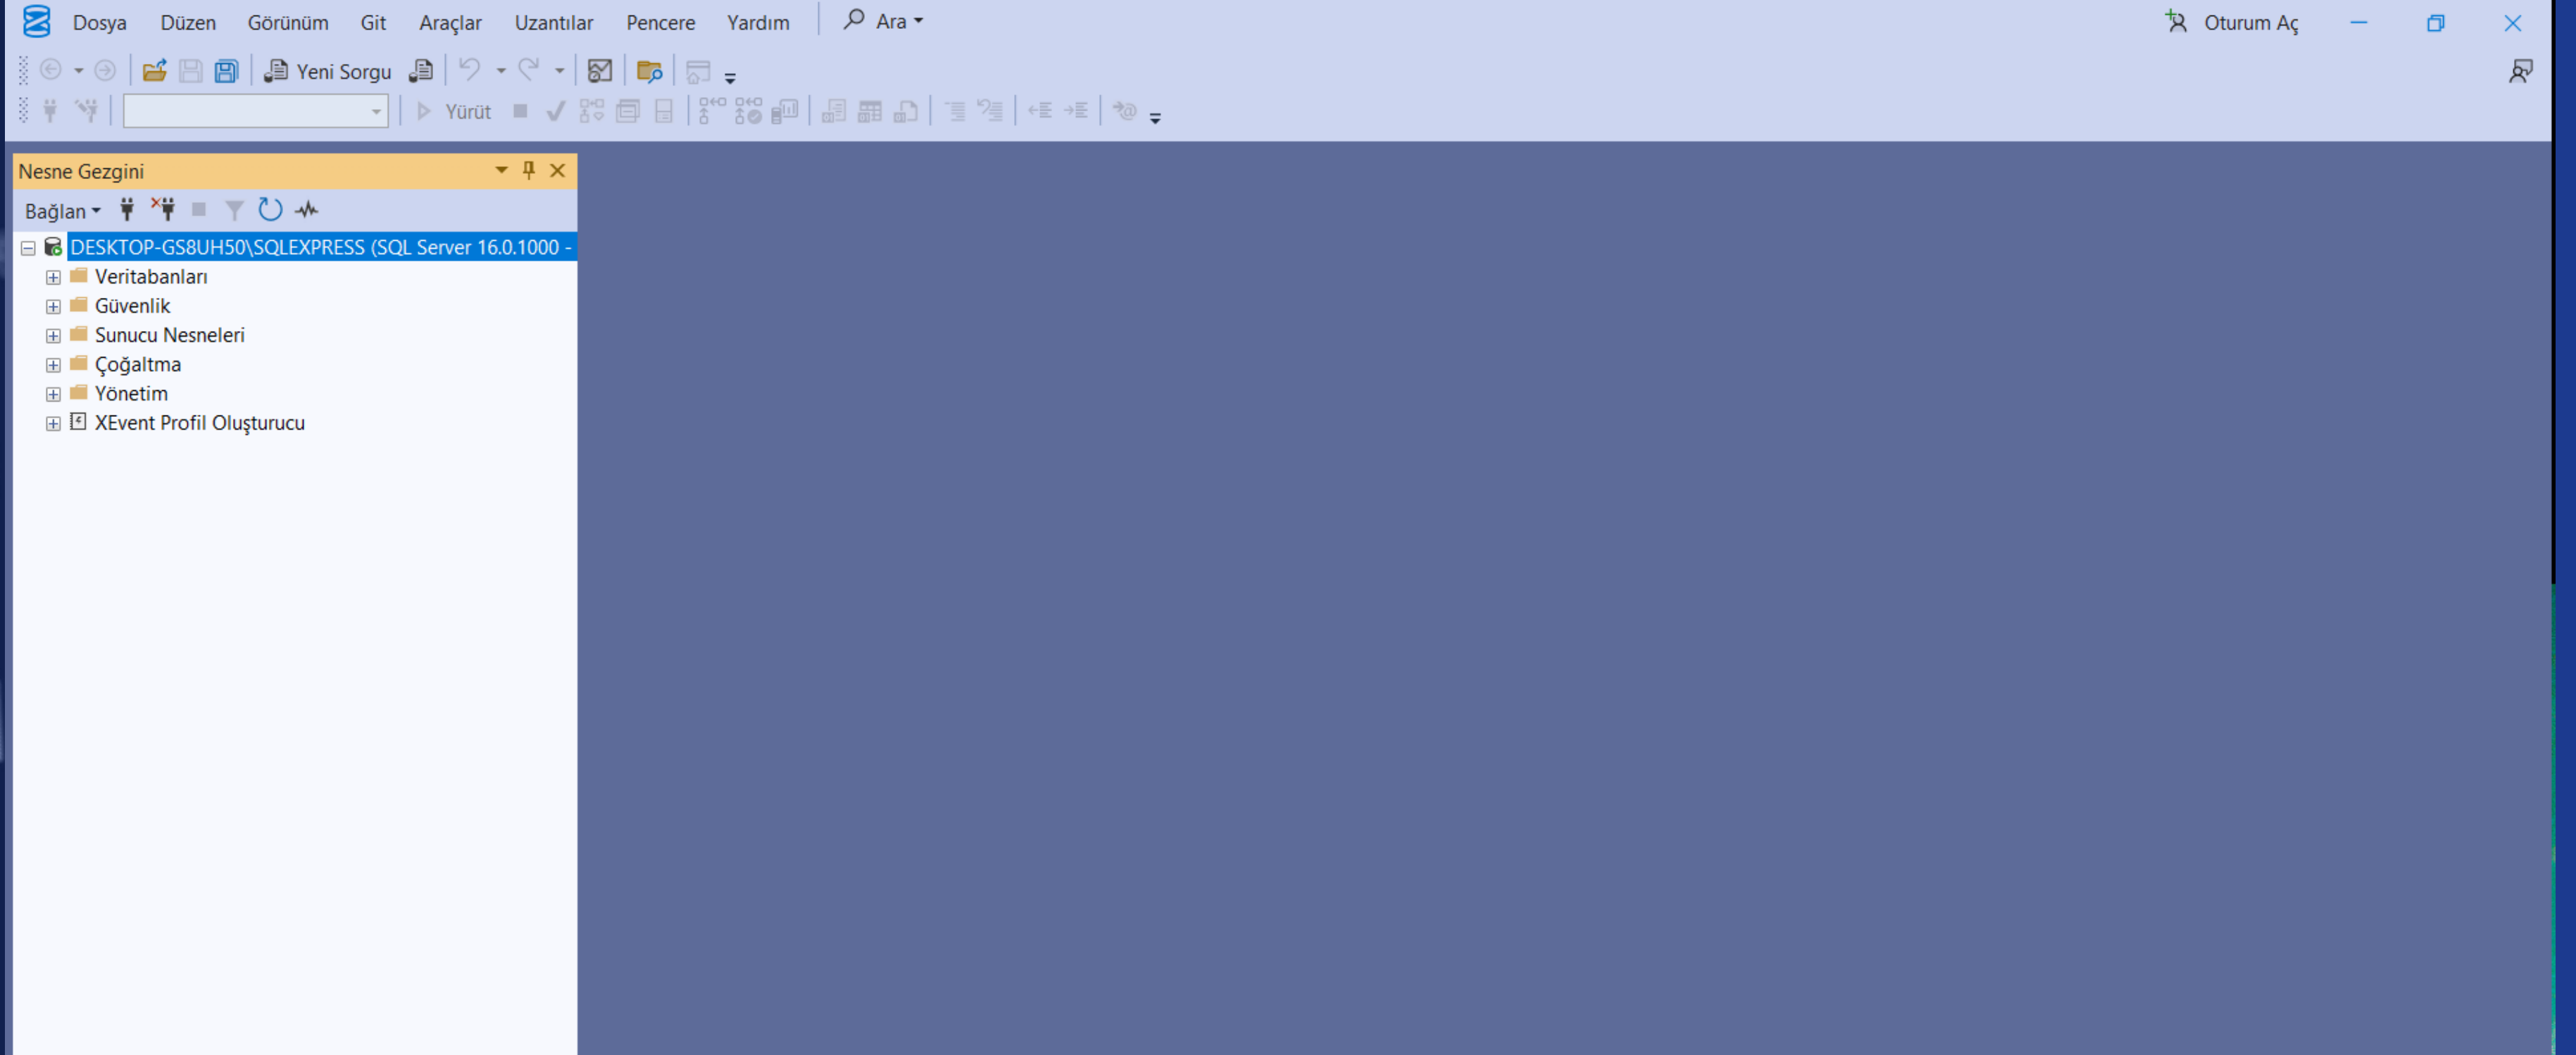 Dosya Düzen Görünüm Git Araçlar Uzantılar Pencere Yardım Ara Oturum Aç
Yeni Sorgu
Yürüt
Nesne Gezgini
Bağlan
DESKTOP-GS8UH50\SQLEXPRESS (SQL Server 16.0.1000 -
Veritabanları
Güvenlik
Sunucu Nesneleri
Çoğaltma
Yönetim
XEvent Profil Oluşturucu